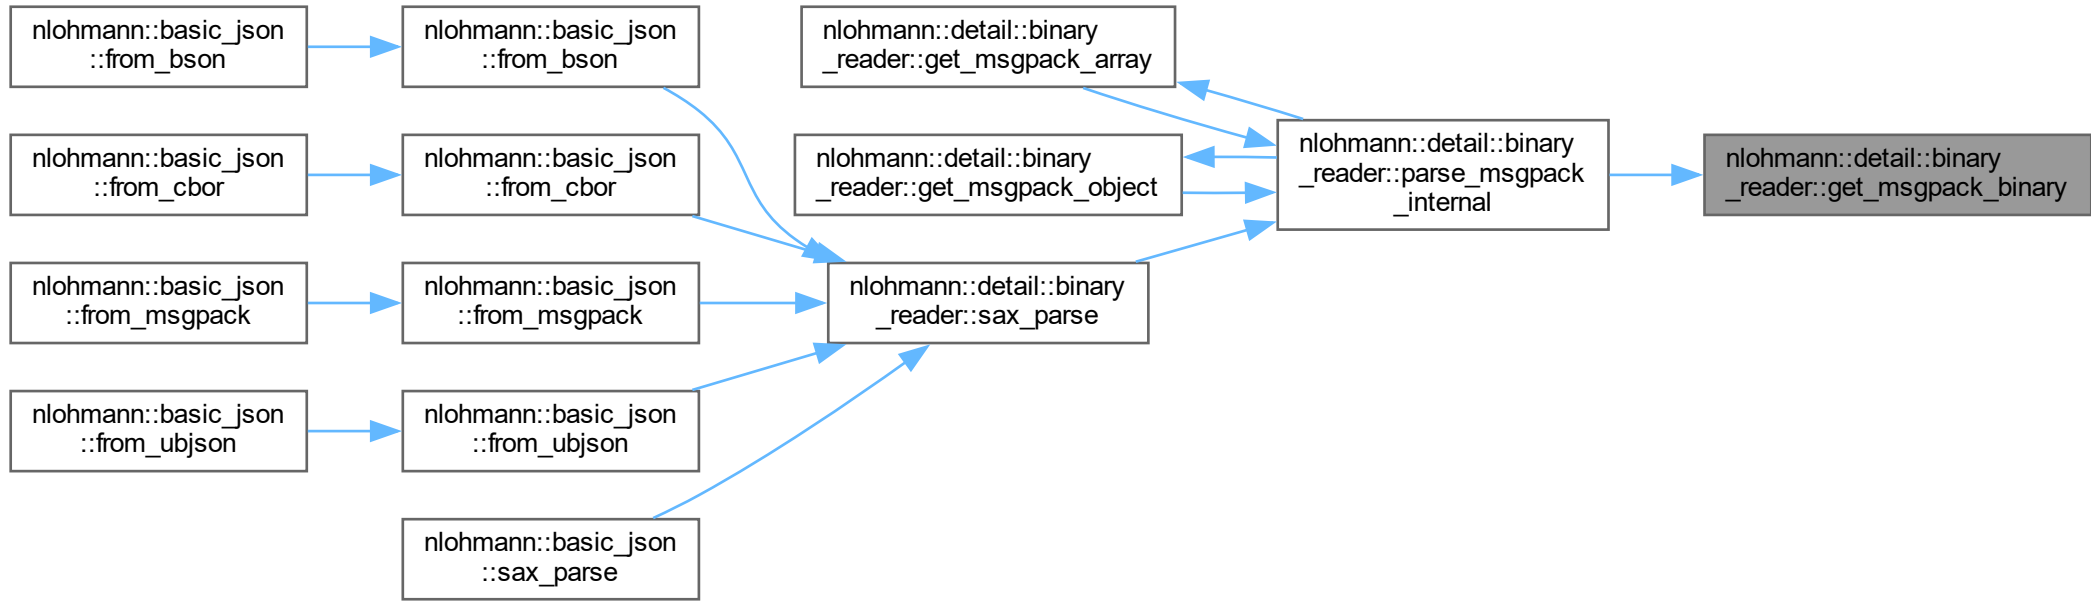 nlohmann::basic_json
::from_bson
nlohmann::basic_json
::from_bson
nlohmann::detail::binary
_reader::get_msgpack_array
nlohmann::basic_json
::from_cbor
nlohmann::basic_json
::from_cbor
nlohmann::detail::binary
_reader::get_msgpack_object
nlohmann::detail::binary
_reader::parse_msgpack
_internal
nlohmann::detail::binary
_reader::get_msgpack_binary
nlohmann::basic_json
::from_msgpack
nlohmann::basic_json
::from_msgpack
nlohmann::detail::binary
_reader::sax_parse
nlohmann::basic_json
::from_ubjson
nlohmann::basic_json
::from_ubjson
nlohmann::basic_json
::sax_parse